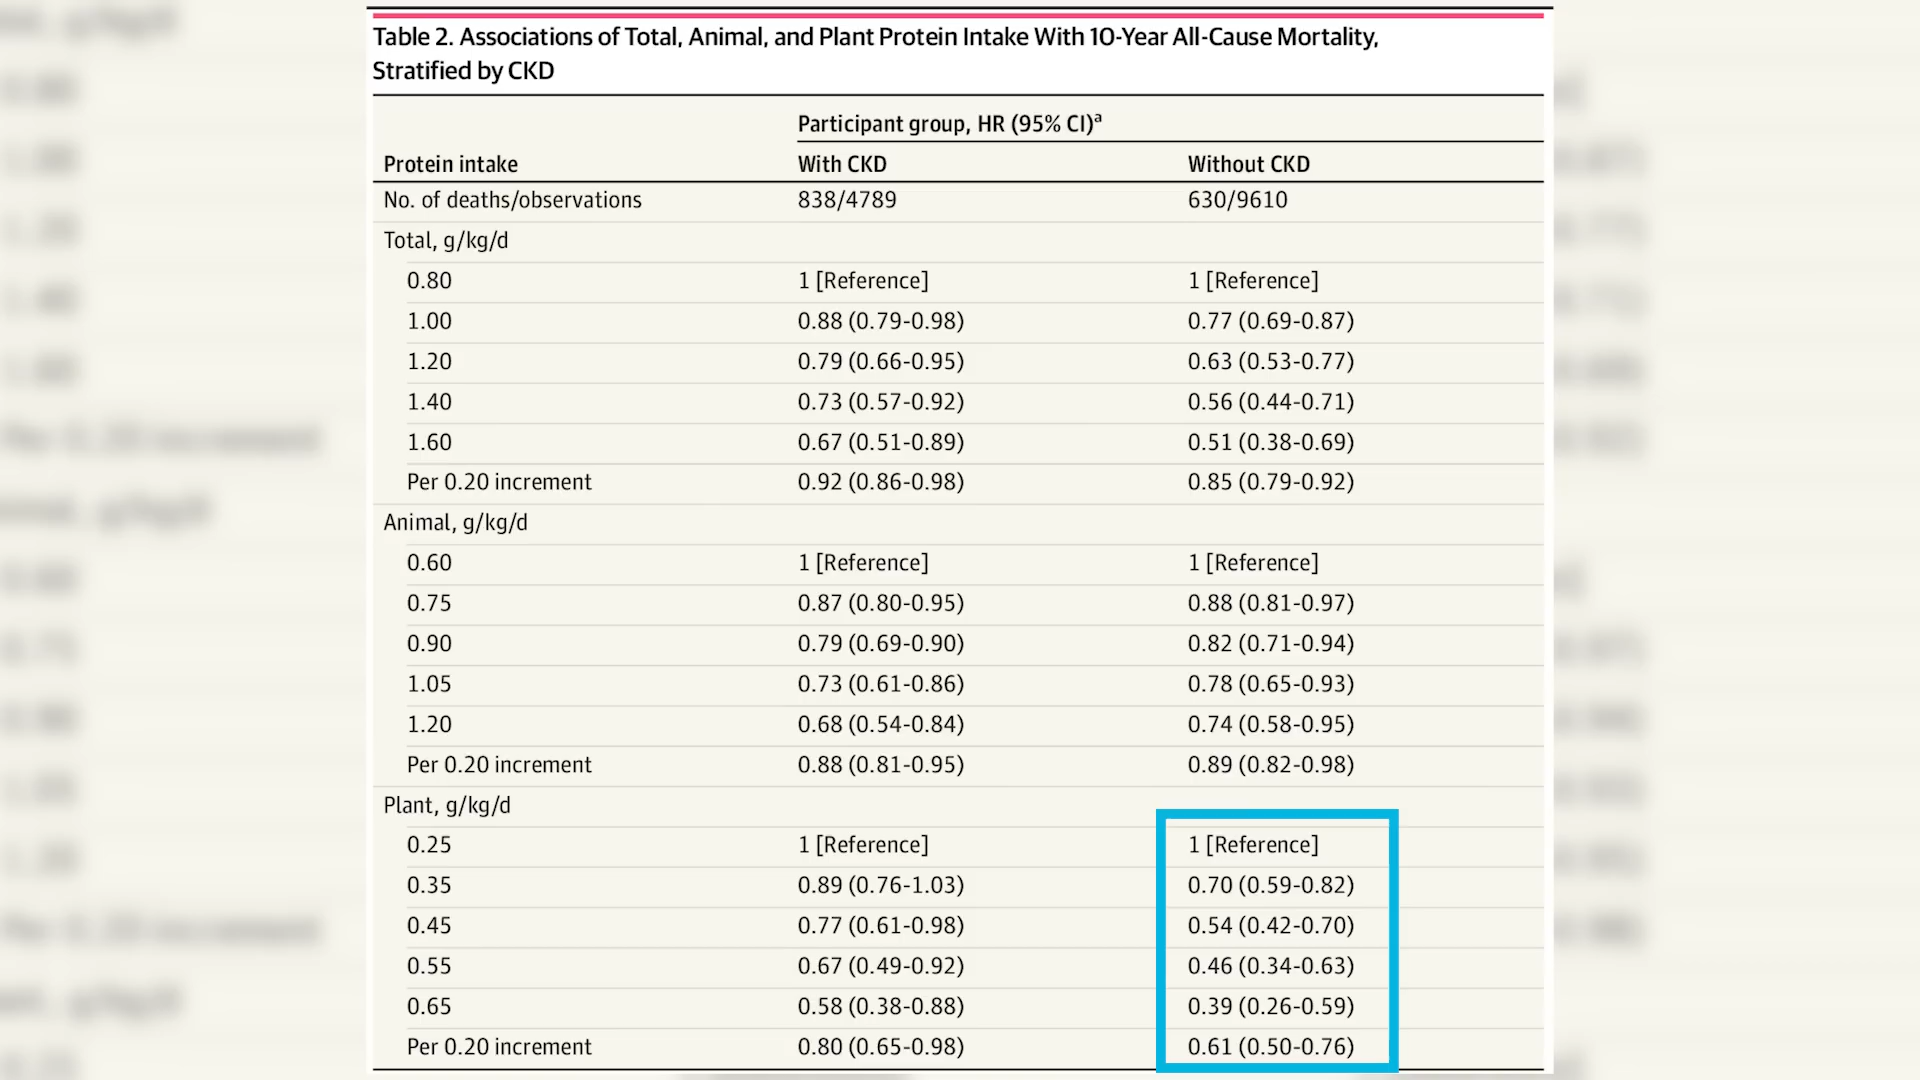 Table 2. Associations of Total, Animal, and Plant Protein Intake With 10-Year All-Cause Mortality,
Stratified by CKD
Participant group, HR (95% CI)a
Protein intake With CKD Without CKD
No. of deaths/observations 838/4789 630/9610
Total, g/kg/d
0.80 1 [Reference] 1 [Reference]
1.00 0.88 (0.79-0.98) 0.77 (0.69-0.87)
1.20 0.79 (0.66-0.95) 0.63 (0.53-0.77)
1.40 0.73 (0.57-0.92) 0.56 (0.44-0.71)
1.60 0.67 (0.51-0.89) 0.51 (0.38-0.69)
Per 0.20 increment 0.92 (0.86-0.98) 0.85 (0.79-0.92)
Animal, g/kg/d
0.60 1 [Reference] 1 [Reference]
0.75 0.87 (0.80-0.95) 0.88 (0.81-0.97)
0.90 0.79 (0.69-0.90) 0.82 (0.71-0.94)
1.05 0.73 (0.61-0.86) 0.78 (0.65-0.93)
1.20 0.68 (0.54-0.84) 0.74 (0.58-0.95)
Per 0.20 increment 0.88 (0.81-0.95) 0.89 (0.82-0.98)
Plant, g/kg/d
0.25 1 [Reference] 1 [Reference]
0.35 0.89 (0.76-1.03) 0.70 (0.59-0.82)
0.45 0.77 (0.61-0.98) 0.54 (0.42-0.70)
0.55 0.67 (0.49-0.92) 0.46 (0.34-0.63)
0.65 0.58 (0.38-0.88) 0.39 (0.26-0.59)
Per 0.20 increment 0.80 (0.65-0.98) 0.61 (0.50-0.76)